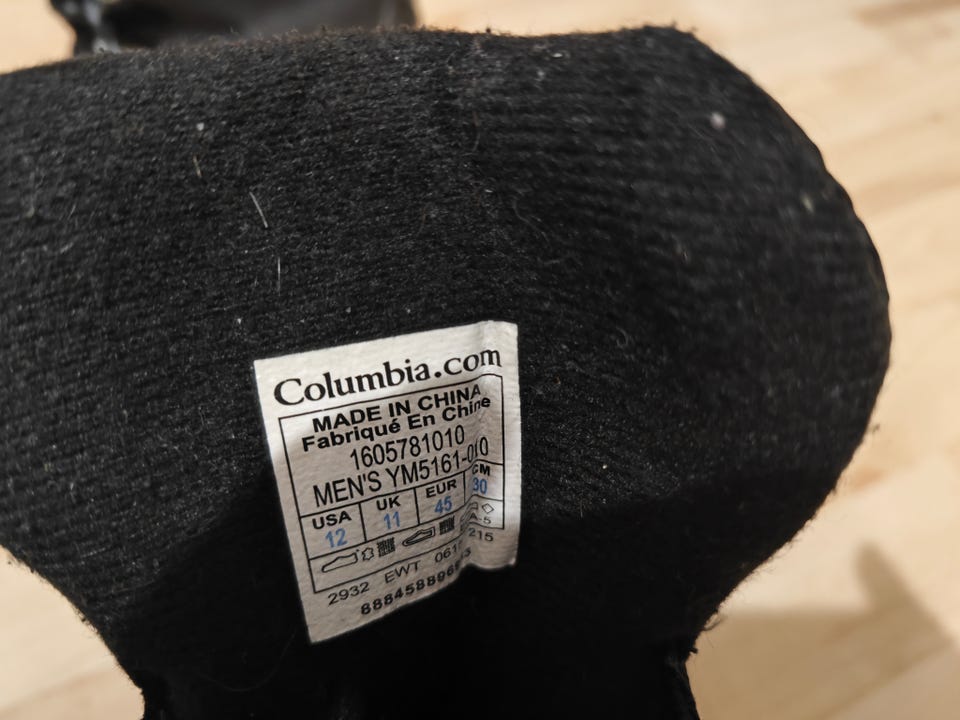 Columbia.com
MADE IN CHINA
Fabriqué En Chine
1605781010
MEN'S YM5161-010
USA UK EUR CM
12 11 45 30
2932 EWT 215